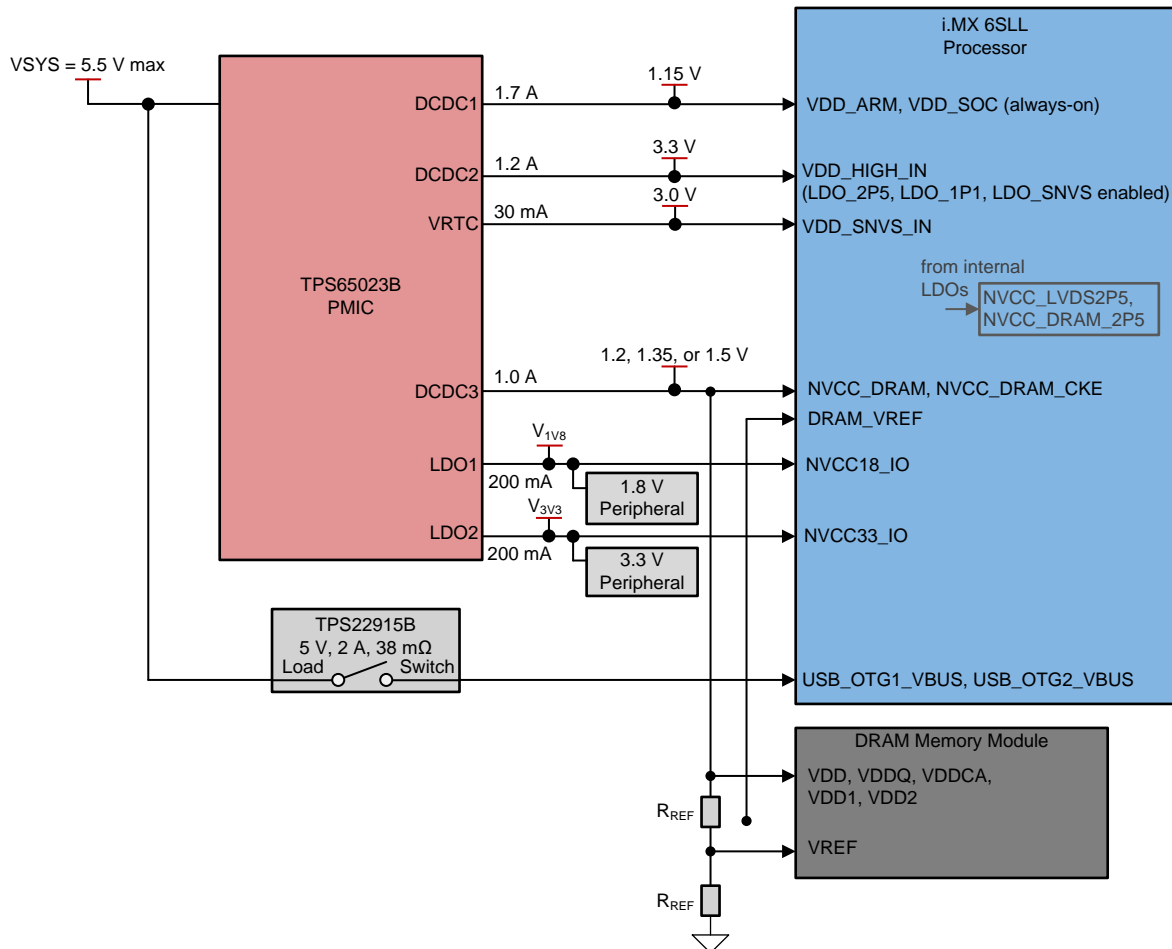 i.MX 6SLL
Processor
VSYS = 5.5 V max
DCDC1
1.7 A
1.15 V
VDD_ARM, VDD_SOC (always-on)
DCDC2
1.2 A
3.3 V
VDD_HIGH_IN
(LDO_2P5, LDO_1P1, LDO_SNVS enabled)
VRTC
30 mA
3.0 V
VDD_SNVS_IN
TPS65023B
PMIC
from internal
LDOs
NVCC_LVDS2P5,
NVCC_DRAM_2P5
DCDC3
1.0 A
1.2, 1.35, or 1.5 V
NVCC_DRAM, NVCC_DRAM_CKE
DRAM_VREF
LDO1
200 mA
V1V8
NVCC18_IO
1.8 V
Peripheral
LDO2
200 mA
V3V3
NVCC33_IO
3.3 V
Peripheral
TPS22915B
5 V, 2 A, 38 mΩ
Load Switch
USB_OTG1_VBUS, USB_OTG2_VBUS
DRAM Memory Module
VDD, VDDQ, VDDCA,
VDD1, VDD2
RREF
VREF
RREF